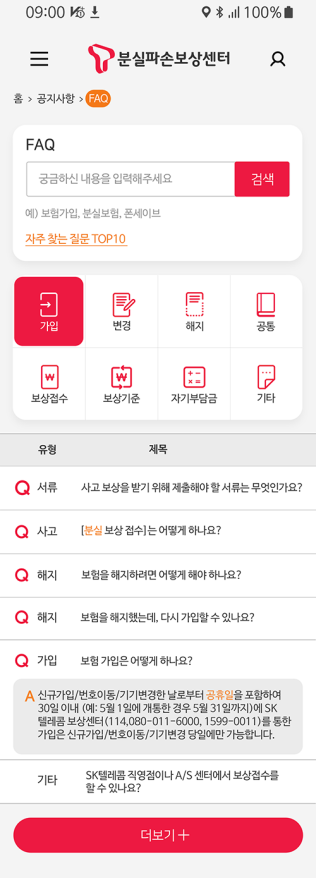 09:00 100%
분실파손보상센터
홈 > 공지사항 > FAQ
FAQ
궁금하신 내용을 입력해주세요 검색
예) 보험가입, 분실보험, 폰세이브
자주 찾는 질문 TOP10
가입 변경 해지 공통
보상접수 보상기준 자기부담금 기타
유형 제목
Q 서류 사고 보상을 받기 위해 제출해야 할 서류는 무엇인가요?
Q 사고 [분실 보상 접수]는 어떻게 하나요?
Q 해지 보험을 해지하려면 어떻게 해야 하나요?
Q 해지 보험을 해지했는데, 다시 가입할 수 있나요?
Q 가입 보험 가입은 어떻게 하나요?
A 신규가입/번호이동/기기변경한 날로부터 공휴일을 포함하여
30일 이내 (예: 5월 1일에 개통한 경우 5월 31일까지)에 SK
텔레콤 보상센터(114,080-011-6000, 1599-0011)를 통한
가입은 신규가입/번호이동/기기변경 당일에만 가능합니다.
기타 SK텔레콤 직영점이나 A/S 센터에서 보상접수를
할 수 있나요?
더보기 +